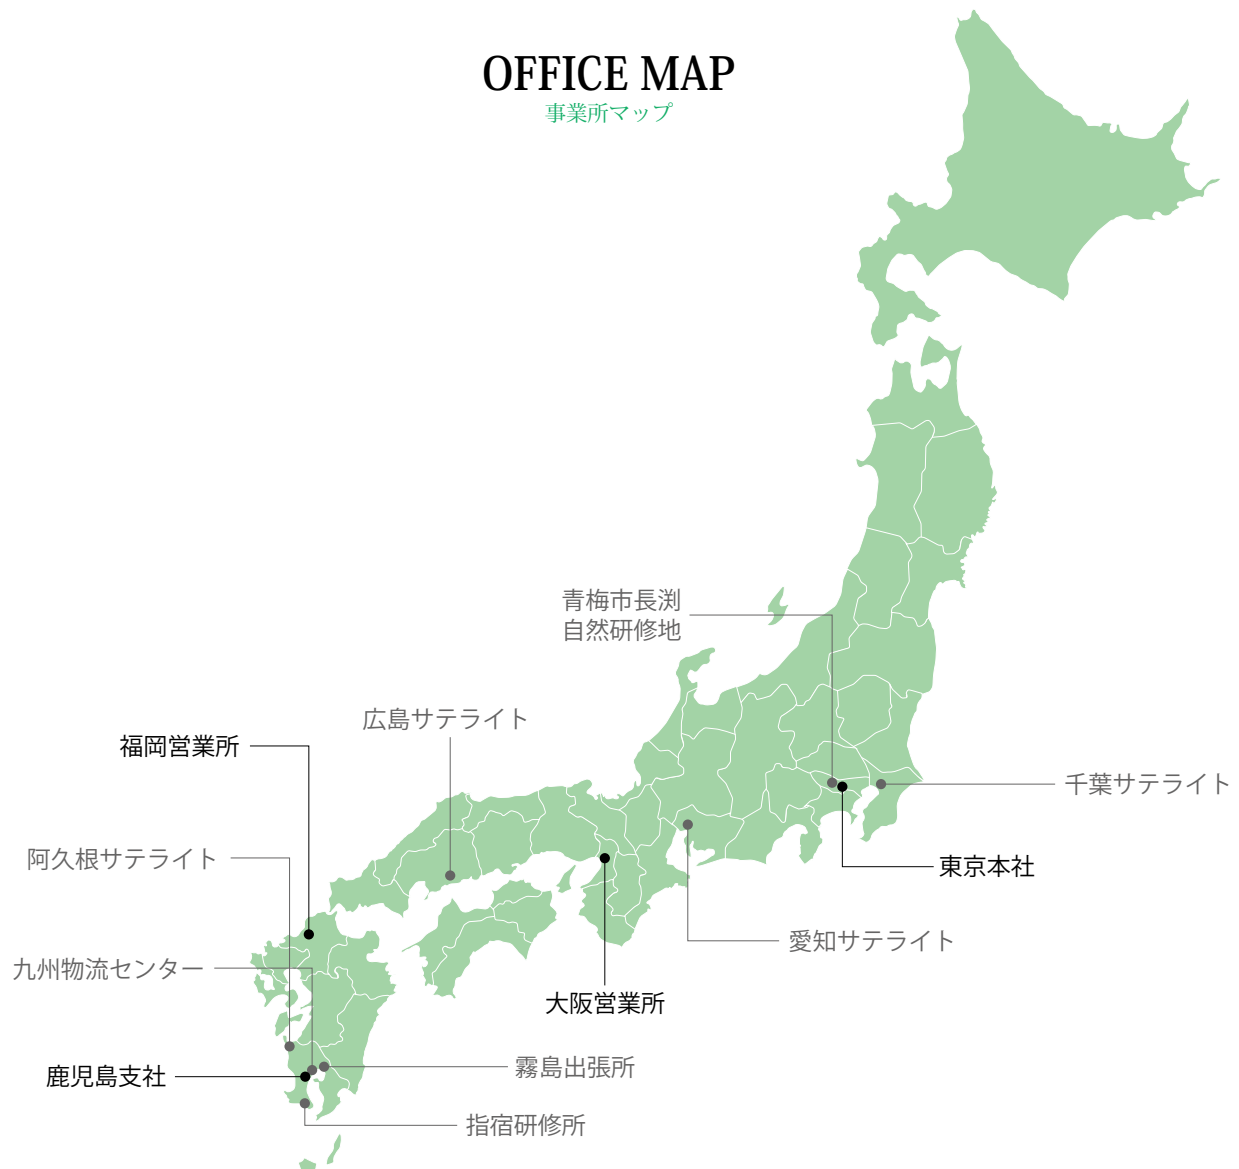 OFFICE MAP
事業所マップ
青梅市長渕
自然研修地
広島サテライト
福岡営業所
千葉サテライト
阿久根サテライト
東京本社
愛知サテライト
九州物流センター
大阪営業所
霧島出張所
鹿児島支社
指宿研修所